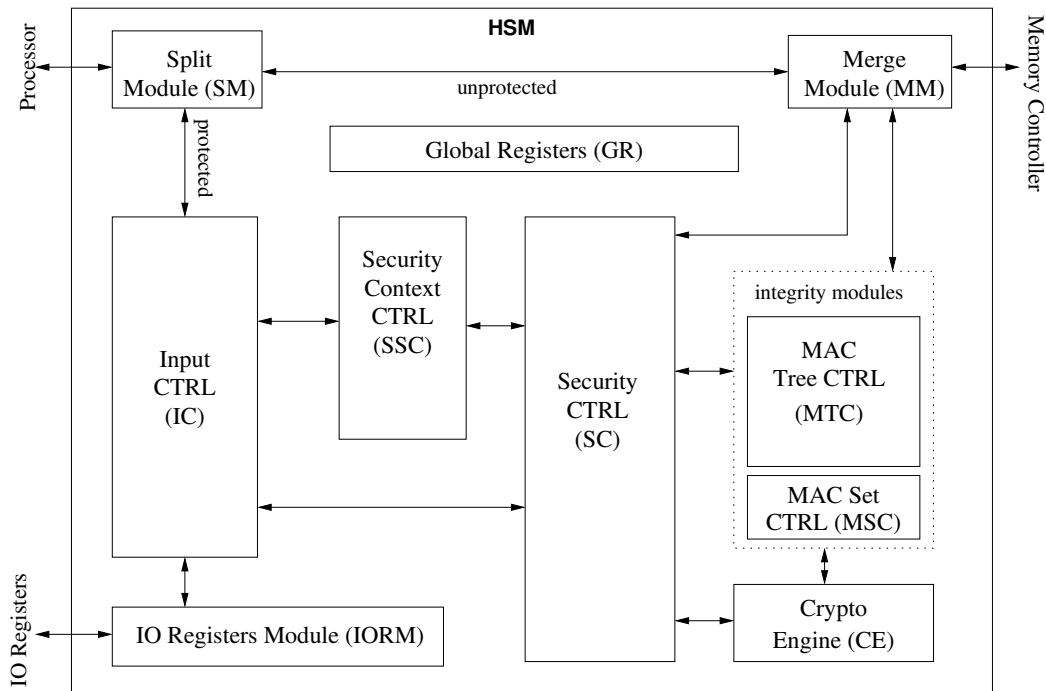 HSM
Processor
Split
Module (SM)
unprotected
Merge
Module (MM)
Memory Controller
protected
Global Registers (GR)
Input
CTRL
(IC)
Security
Context
CTRL
(SSC)
Security
CTRL
(SC)
integrity modules
MAC
Tree CTRL
(MTC)
MAC Set
CTRL (MSC)
IO Registers
IO Registers Module (IORM)
Crypto
Engine (CE)